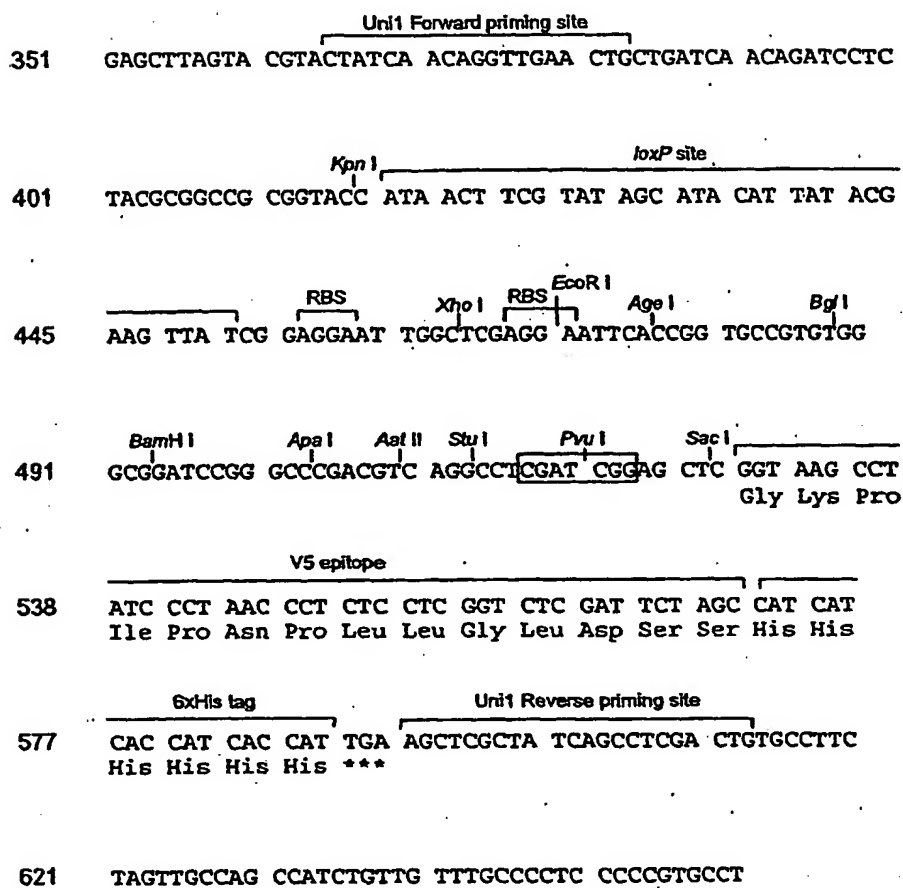 Uni1 Forward priming site
351 GAGCTTAGTA CGTACTATCA ACAGGTTGAA CTGCTGATCA ACAGATCCTC
Kpn I loxP site
401 TACGCGGCCG CGGTACC ATA ACT TCG TAT AGC ATA CAT TAT ACG
RBS Xho I RBS EcoR I Age I Bgl I
445 AAG TTA TCG GAGGAAT TGGCTCGAGG AATTCACCGG TGCCGTGTGG
BamH I Apa I Aat II Stu I Pvu I Sac I
491 GCGGATCCGG GCCCGACGTC AGGCCTCGAT CGGAG CTC GGT AAG CCT
Gly Lys Pro
V5 epitope
538 ATC CCT AAC CCT CTC CTC GGT CTC GAT TCT AGC CAT CAT
Ile Pro Asn Pro Leu Leu Gly Leu Asp Ser Ser His His
6xHis tag Uni1 Reverse priming site
577 CAC CAT CAC CAT TGA AGCTCGCTA TCAGCCTCGA CTGTGCCTTC
His His His His ***
621 TAGTTGCCAG CCATCTGTTG TTTGCCCCTC CCCCGTGCCT